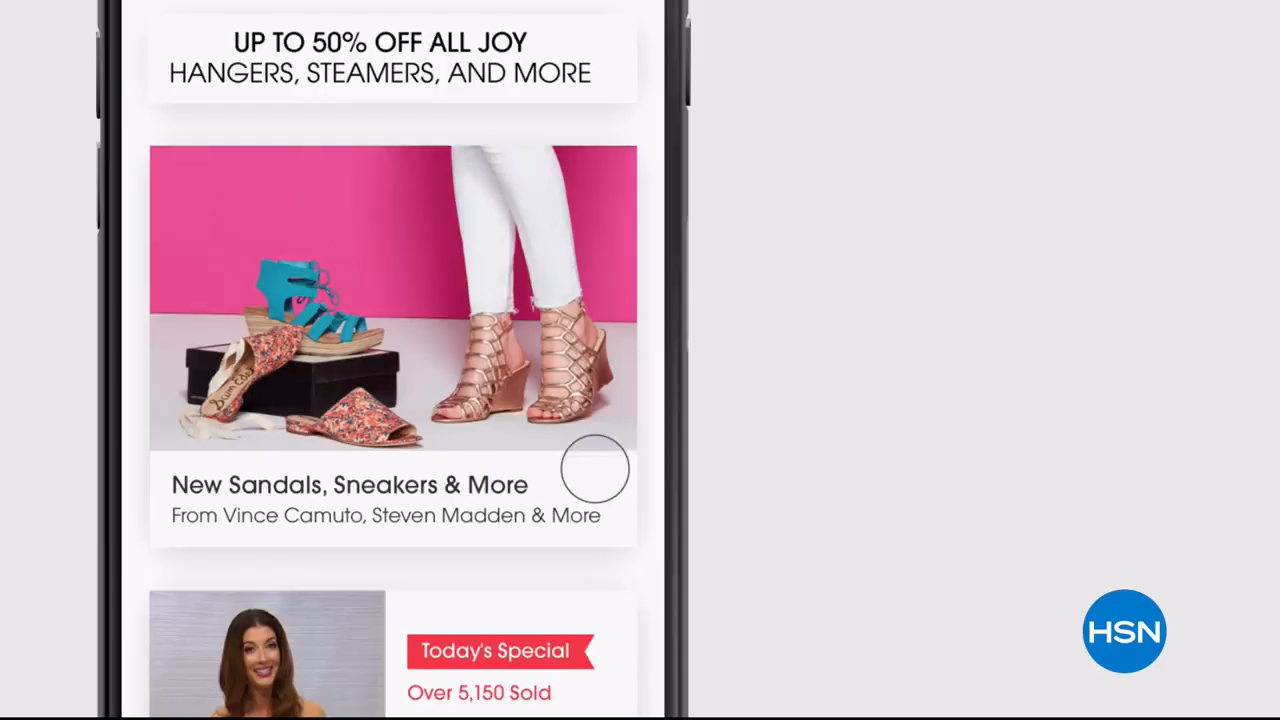 UP TO 50% OFF ALL JOY
HANGERS, STEAMERS, AND MORE
New Sandals, Sneakers & More
From Vince Camuto, Steven Madden & More
Today's Special
Over 5,150 Sold
HSN